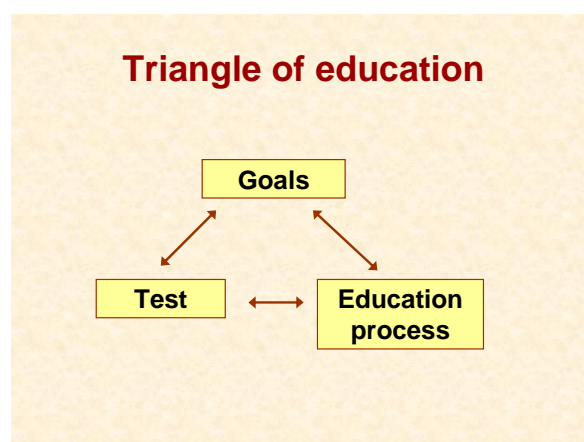 Triangle of education
Goals
Test
Education
process